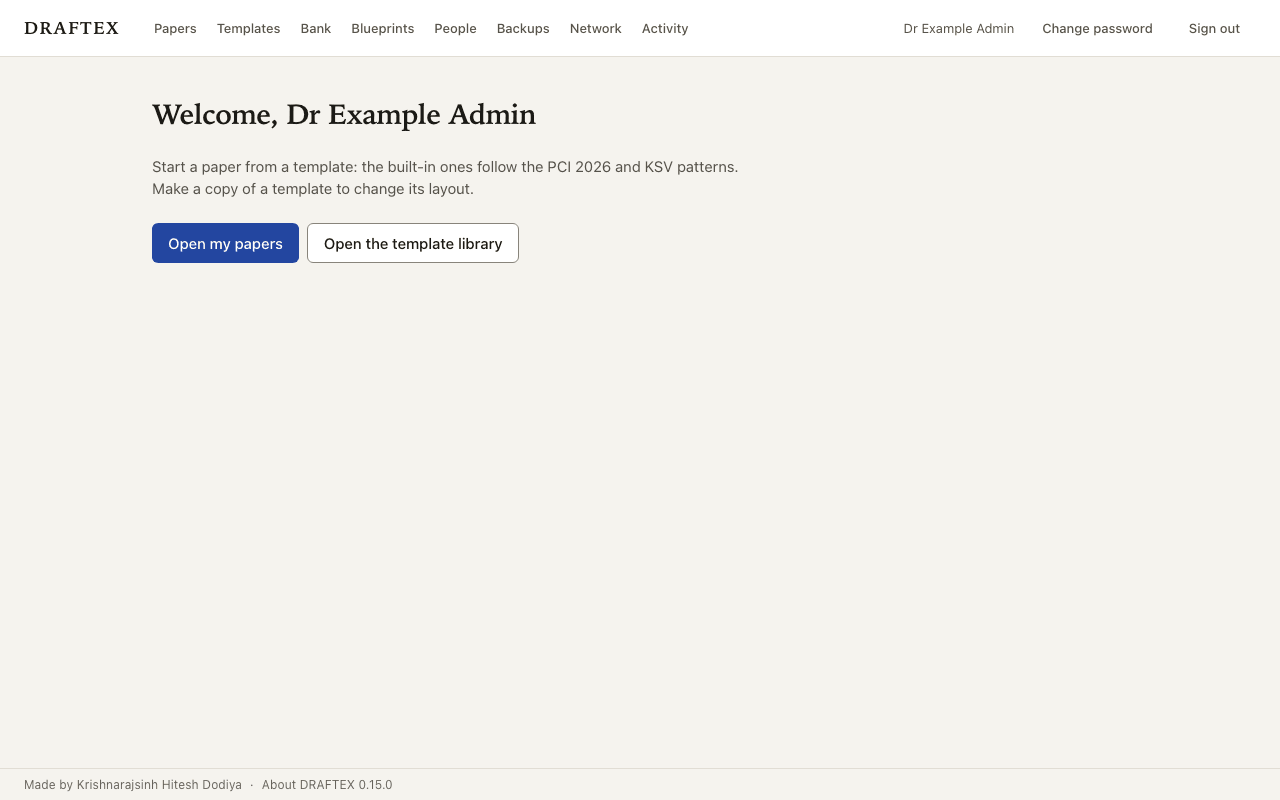 DRAFTEX Papers Templates Bank Blueprints People Backups Network Activity Dr Example Admin Change password Sign out
Welcome, Dr Example Admin
Start a paper from a template: the built-in ones follow the PCI 2026 and KSV patterns.
Make a copy of a template to change its layout.
Open my papers Open the template library
Made by Krishnarajsinh Hitesh Dodiya · About DRAFTEX 0.15.0